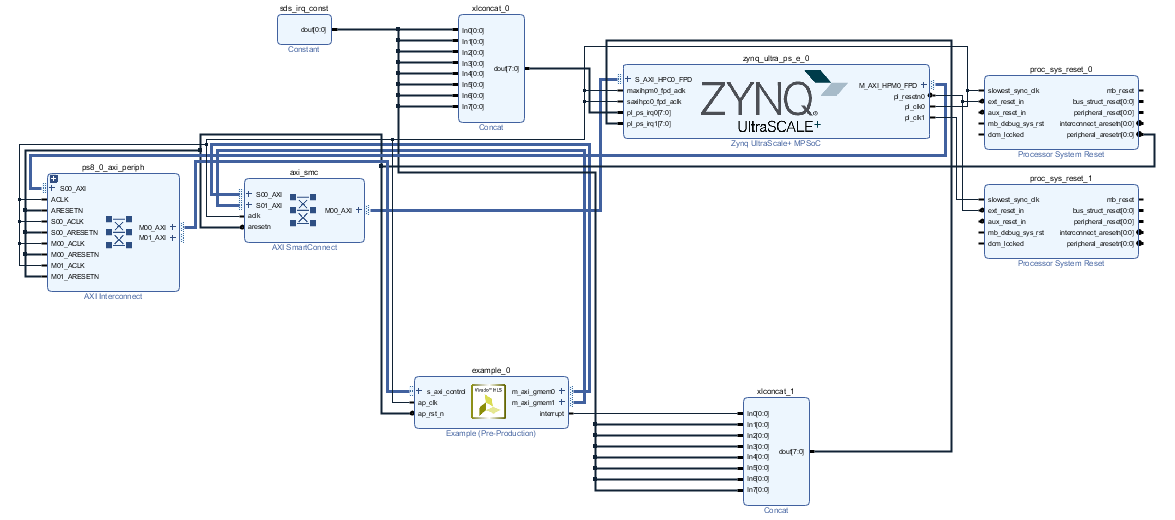 sds_irq_const
dout[0:0]
Constant
xlconcat_0
In0[0:0]
In1[0:0]
In2[0:0]
In3[0:0]
In4[0:0]
In5[0:0]
In6[0:0]
In7[0:0]
dout[7:0]
Concat
zynq_ultra_ps_e_0
S_AXI_HPC0_FPD
maxihpm0_fpd_aclk
saxihpc0_fpd_aclk
pl_ps_irq0[7:0]
pl_ps_irq1[7:0]
ZYNQ
UltraSCALE+
M_AXI_HPM0_FPD
pl_resetn0
pl_clk0
pl_clk1
Zynq UltraScale+ MPSoC
proc_sys_reset_0
slowest_sync_clk
ext_reset_in
aux_reset_in
mb_debug_sys_rst
dcm_locked
mb_reset
bus_struct_reset[0:0]
peripheral_reset[0:0]
interconnect_aresetn[0:0]
peripheral_aresetn[0:0]
Processor System Reset
proc_sys_reset_1
slowest_sync_clk
ext_reset_in
aux_reset_in
mb_debug_sys_rst
dcm_locked
mb_reset
bus_struct_reset[0:0]
peripheral_reset[0:0]
interconnect_aresetn[0:0]
peripheral_aresetn[0:0]
Processor System Reset
ps8_0_axi_periph
S00_AXI
ACLK
ARESETN
S00_ACLK
S00_ARESETN
M00_ACLK
M00_ARESETN
M01_ACLK
M01_ARESETN
M00_AXI
M01_AXI
AXI Interconnect
axi_smc
S00_AXI
S01_AXI
aclk
aresetn
M00_AXI
AXI SmartConnect
example_0
s_axi_control
ap_clk
ap_rst_n
Vivado™ HLS
m_axi_gmem0
m_axi_gmem1
interrupt
Example (Pre-Production)
xlconcat_1
In0[0:0]
In1[0:0]
In2[0:0]
In3[0:0]
In4[0:0]
In5[0:0]
In6[0:0]
In7[0:0]
dout[7:0]
Concat